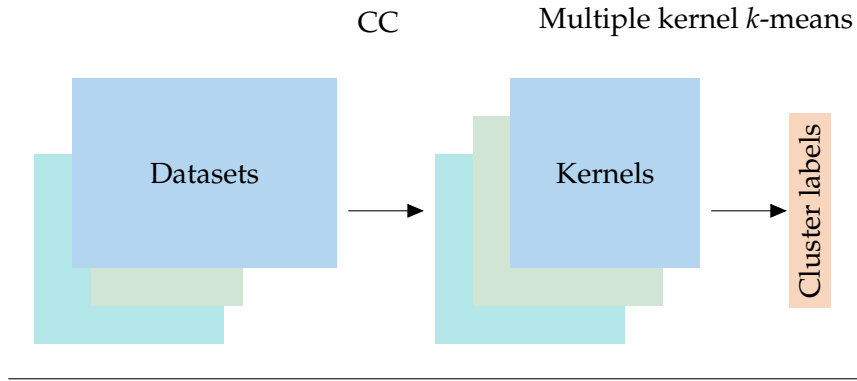 CC
Multiple kernel k-means
Datasets
Kernels
Cluster labels